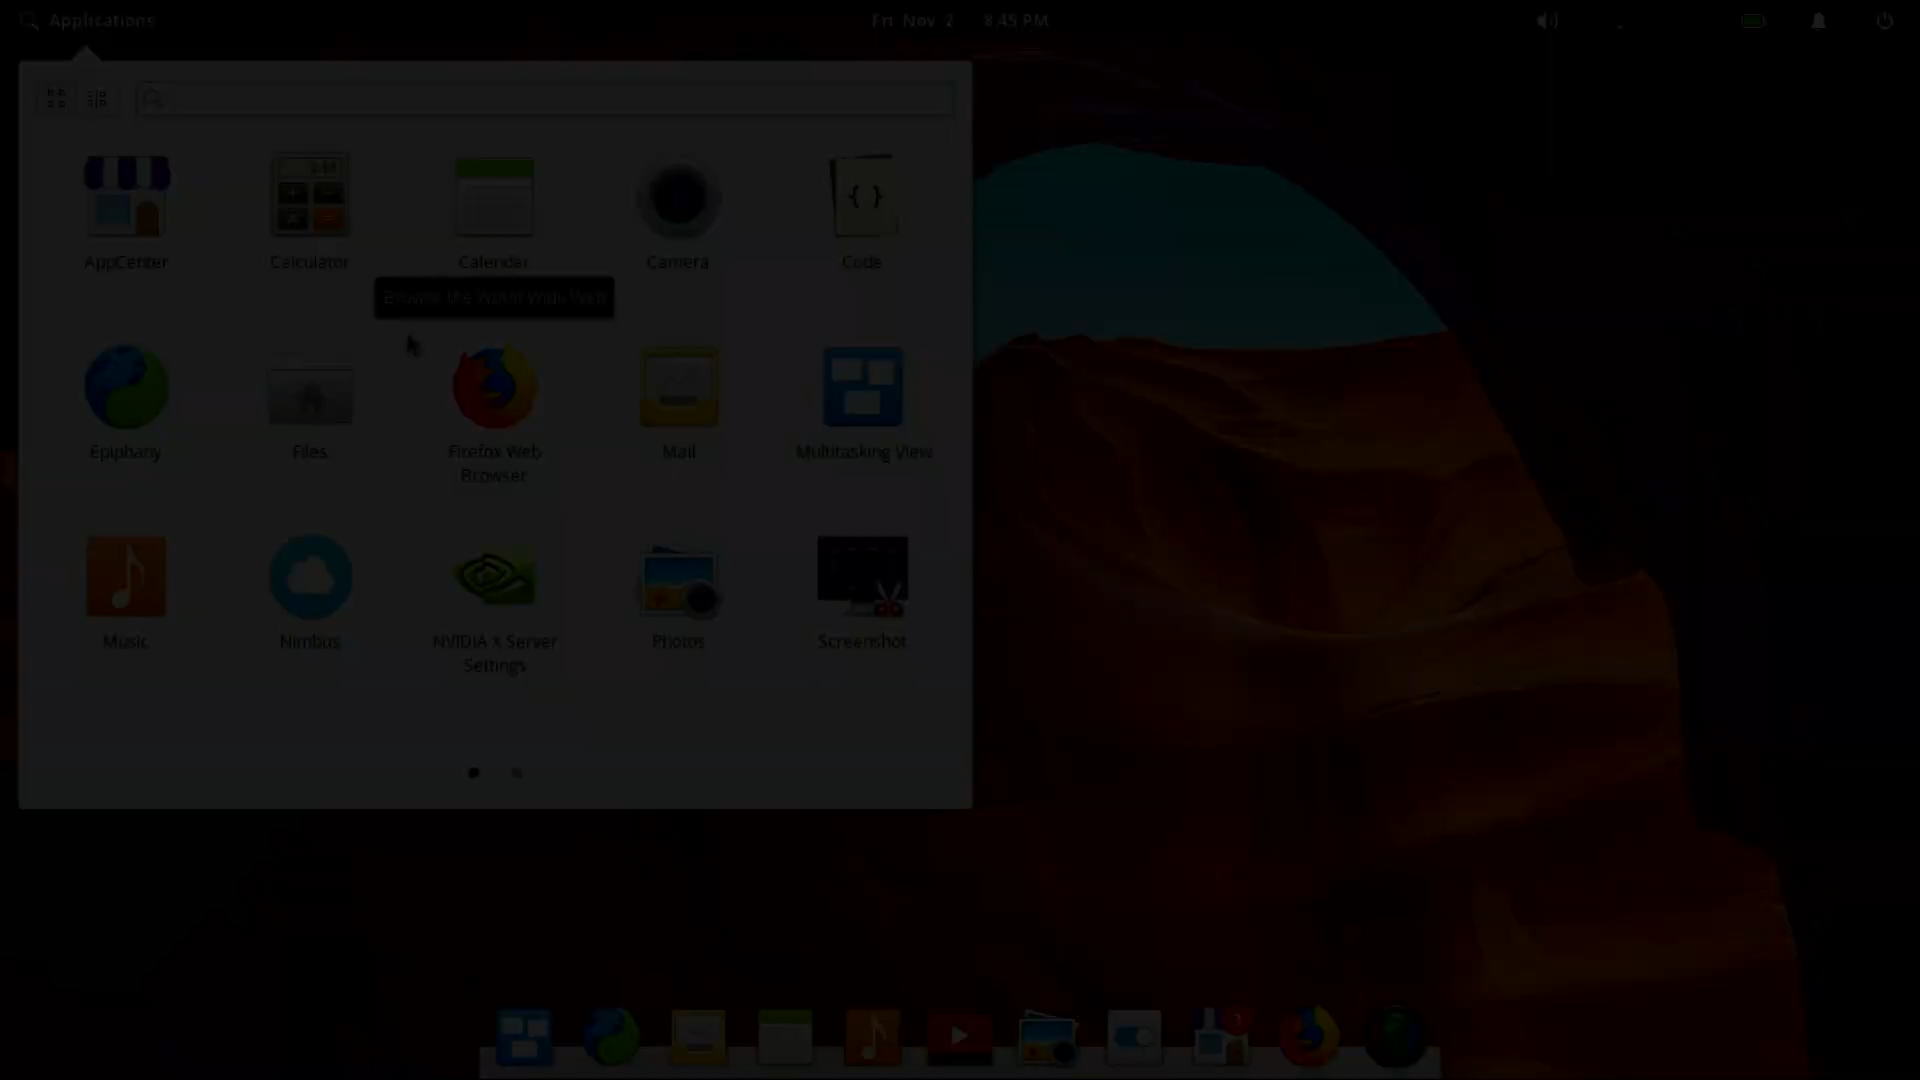 Applications
Fri, Nov 2 8:45 PM
AppCenter
Calculator
Calendar
Camera
Code
Browse the World Wide Web
Epiphany
Files
Firefox Web
Browser
Mail
Multitasking View
Music
Nimbus
NVIDIA X Server
Settings
Photos
Screenshot